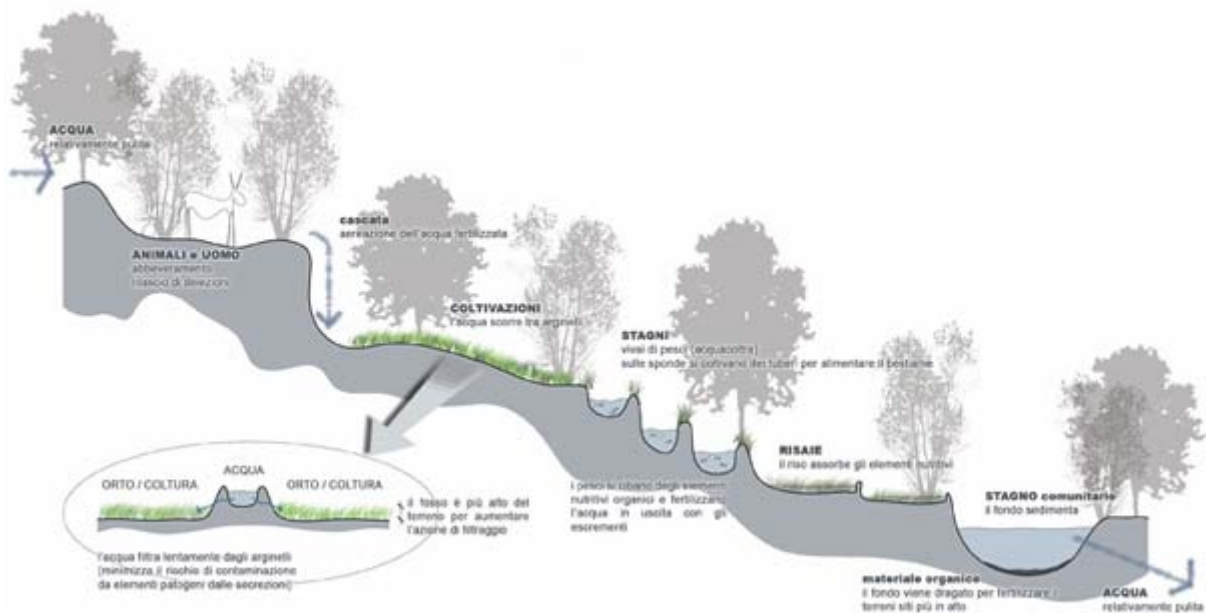 ACQUA
relativamente pulita
ANIMALI e UOMO
abbeveramento
rilascio di deiezioni
cascata
aereazione dell'acqua fertilizzata
COLTIVAZIONI
l'acqua scorre tra arginelli
STAGNI
vivai di pesci (acquacoltra)
sulle sponde si coltivano dei tuberi per alimentare il bestiame
i pesci si cibano degli elementi
nutritivi organici e fertilizzano
l'acqua in uscita con gli
escrementi
RISAIE
il riso assorbe gli elementi nutritivi
STAGNO comunitario
il fondo sedimenta
materiale organico
il fondo viene dragato per fertilizzare i
terreni siti più in alto
ACQUA
relativamente pulita
ACQUA
ORTO / COLTURA
ORTO / COLTURA
il fosso è più alto del
terreno per aumentare
l'azione di filtraggio
l'acqua filtra lentamente dagli arginelli
(minimizza il rischio di contaminazione
da elementi patogeni dalle secrezioni)